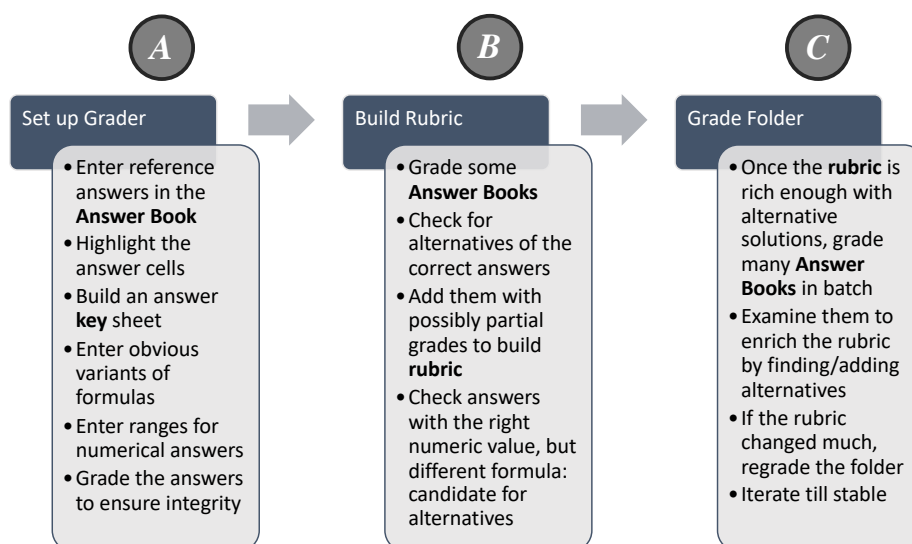 A
B
C
Set up Grader
• Enter reference
answers in the
Answer Book
• Highlight the
answer cells
• Build an answer
key sheet
• Enter obvious
variants of
formulas
• Enter ranges for
numerical answers
• Grade the answers
to ensure integrity
Build Rubric
• Grade some
Answer Books
• Check for
alternatives of the
correct answers
• Add them with
possibly partial
grades to build
rubric
• Check answers
with the right
numeric value, but
different formula:
candidate for
alternatives
Grade Folder
• Once the rubric is
rich enough with
alternative
solutions, grade
many Answer
Books in batch
• Examine them to
enrich the rubric
by finding/adding
alternatives
• If the rubric
changed much,
regrade the folder
• Iterate till stable